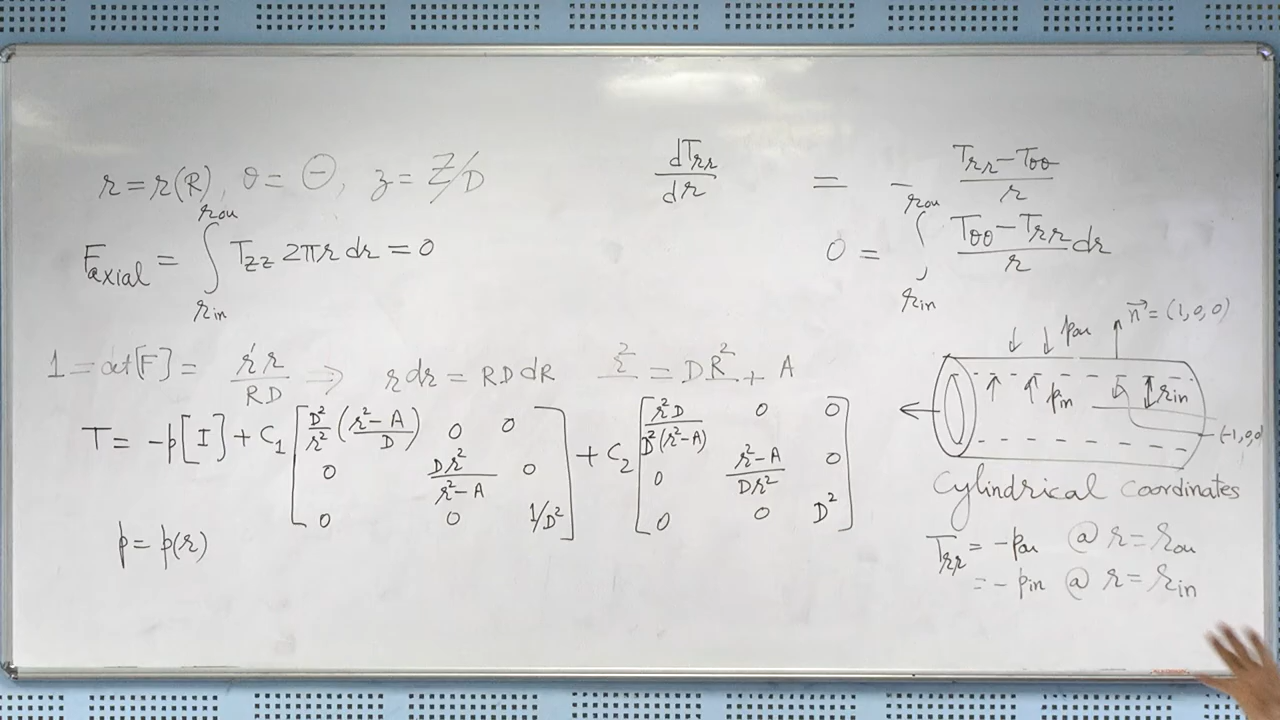 r = r(R), θ = Θ, z = Z/D
dT_rr/dr = - (T_rr - T_θθ)/r
F_axial = ∫_{r_in}^{r_ou} T_zz 2πr dr = 0
0 = ∫_{r_in}^{r_ou} (T_θθ - T_rr)/r dr
1 = det[F] = r'r/RD ⇒ r dr = RD dR r² = DR² + A
T = -p[I] + C₁ [D²/r² ((r²-A)/D) 0 0
0 Dr²/(r²-A) 0
0 0 1/D²]
+ C₂ [r²D/D²(r²-A) 0 0
0 (r²-A)/Dr² 0
0 0 D²]
p = p(r)
p_ou
n⃗ = (1, 0, 0)
p_in
r_in
(-1,0,0)
Cylindrical coordinates
T_rr = -p_ou @ r = r_ou
= -p_in @ r = r_in